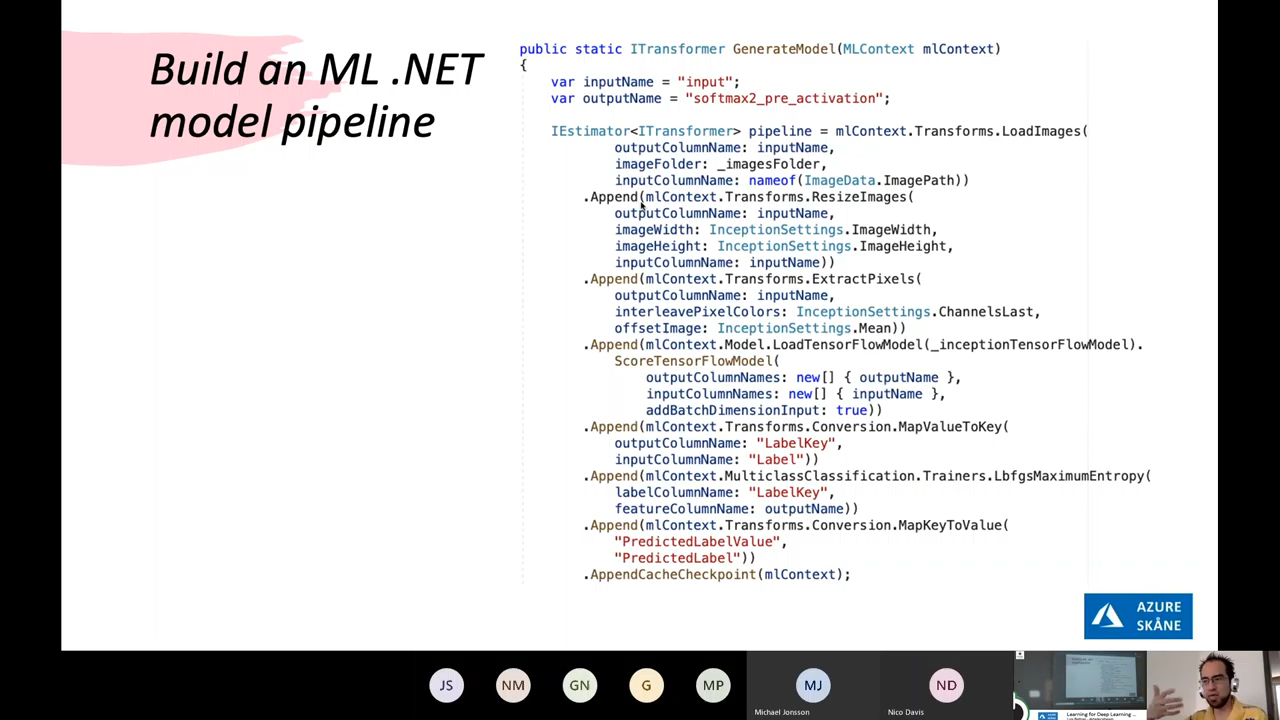 Build an ML .NET
model pipeline
public static ITransformer GenerateModel(MLContext mlContext)
{
var inputName = "input";
var outputName = "softmax2_pre_activation";
IEstimator<ITransformer> pipeline = mlContext.Transforms.LoadImages(
outputColumnName: inputName,
imageFolder: _imagesFolder,
inputColumnName: nameof(ImageData.ImagePath))
.Append(mlContext.Transforms.ResizeImages(
outputColumnName: inputName,
imageWidth: InceptionSettings.ImageWidth,
imageHeight: InceptionSettings.ImageHeight,
inputColumnName: inputName))
.Append(mlContext.Transforms.ExtractPixels(
outputColumnName: inputName,
interleavePixelColors: InceptionSettings.ChannelsLast,
offsetImage: InceptionSettings.Mean))
.Append(mlContext.Model.LoadTensorFlowModel(_inceptionTensorFlowModel).
ScoreTensorFlowModel(
outputColumnNames: new[] { outputName },
inputColumnNames: new[] { inputName },
addBatchDimensionInput: true))
.Append(mlContext.Transforms.Conversion.MapValueToKey(
outputColumnName: "LabelKey",
inputColumnName: "Label"))
.Append(mlContext.MulticlassClassification.Trainers.LbfgsMaximumEntropy(
labelColumnName: "LabelKey",
featureColumnName: outputName))
.Append(mlContext.Transforms.Conversion.MapKeyToValue(
"PredictedLabelValue",
"PredictedLabel"))
.AppendCacheCheckpoint(mlContext);
AZURE
SKÅNE
JS
NM
GN
G
MP
MJ
ND
Michael Jonsson
Nico Davis
Learning for Deep Learning ...